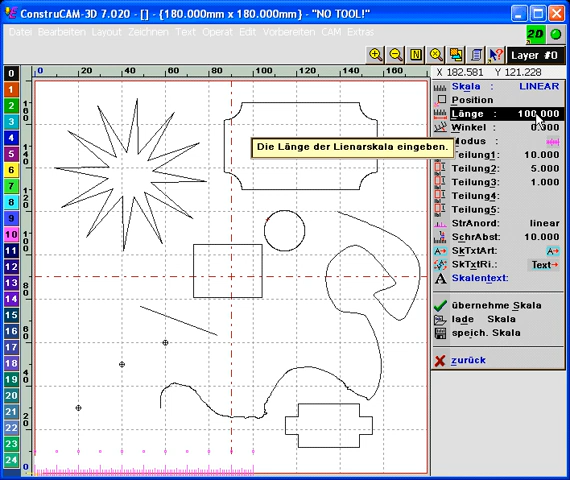 ConstruCAM-3D 7.020 - [] - {180.000mm x 180.000mm} - "NO TOOL!"
Datei Bearbeiten Layout Zeichnen Text Operat Edit Vorbereiten CAM Extras
2D
N
Layer #0
X 182.581 Y 121.228
0 20 40 60 80 100 120 140 160
0
1
2
3
4
5
6
7
8
9
10
11
12
13
14
15
16
17
18
19
20
21
22
23
24
Skala : LINEAR
Position
Länge : 100.000
Winkel : 0.000
Modus :
Teilung1: 10.000
Teilung2: 5.000
Teilung3: 1.000
Teilung4:
Teilung5:
StrAnord: linear
SchrAbst: 10.000
SkTxtArt: A
SkTxtRi.: Text
A Skalentext:
übernehme Skala
lade Skala
speich. Skala
zurück
Die Länge der Lienarskala eingeben.